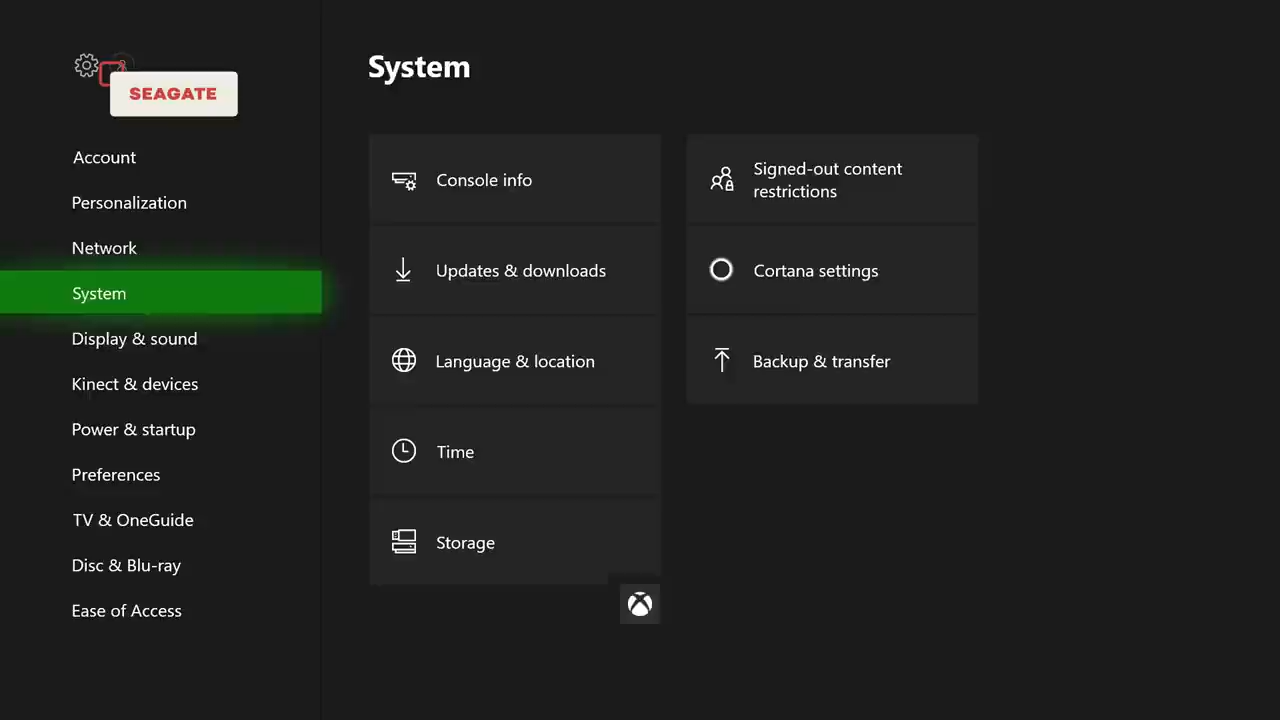 SEAGATE
Account
Personalization
Network
System
Display & sound
Kinect & devices
Power & startup
Preferences
TV & OneGuide
Disc & Blu-ray
Ease of Access
System
Console info
Updates & downloads
Language & location
Time
Storage
Signed-out content
restrictions
Cortana settings
Backup & transfer